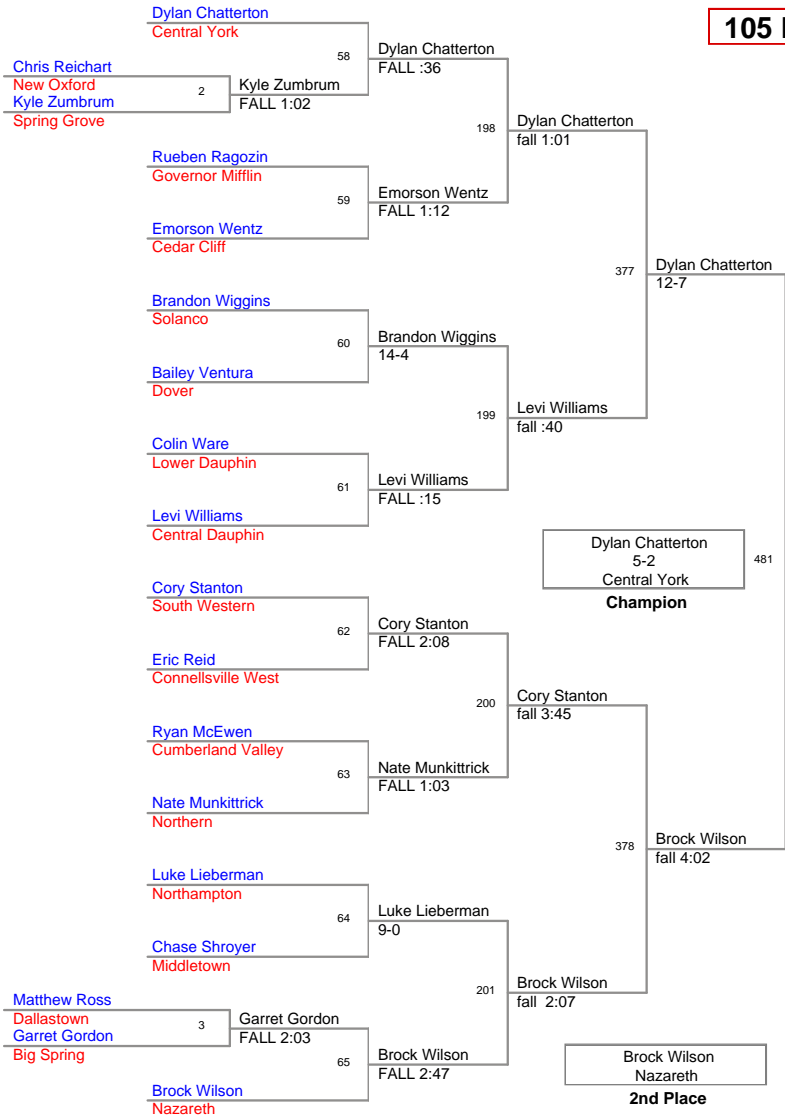 105 
Dylan Chatterton
Central York
58
Dylan Chatterton
FALL :36
Chris Reichart
New Oxford
2
Kyle Zumbrum
Kyle Zumbrum
FALL 1:02
Spring Grove
198
Dylan Chatterton
fall 1:01
Rueben Ragozin
Governor Mifflin
59
Emorson Wentz
FALL 1:12
Emorson Wentz
Cedar Cliff
377
Dylan Chatterton
12-7
Brandon Wiggins
Solanco
60
Brandon Wiggins
14-4
Bailey Ventura
Dover
199
Levi Williams
fall :40
Colin Ware
Lower Dauphin
61
Levi Williams
FALL :15
Levi Williams
Central Dauphin
Dylan Chatterton
5-2
Central York
481
Champion
Cory Stanton
South Western
62
Cory Stanton
FALL 2:08
Eric Reid
Connellsville West
200
Cory Stanton
fall 3:45
Ryan McEwen
Cumberland Valley
63
Nate Munkittrick
FALL 1:03
Nate Munkittrick
Northern
378
Brock Wilson
fall 4:02
Luke Lieberman
Northampton
64
Luke Lieberman
9-0
Chase Shroyer
Middletown
201
Brock Wilson
fall  2:07
Matthew Ross
Dallastown
3
Garret Gordon
Garret Gordon
FALL 2:03
Big Spring
65
Brock Wilson
FALL 2:47
Brock Wilson
Nazareth
Brock Wilson
Nazareth
2nd Place